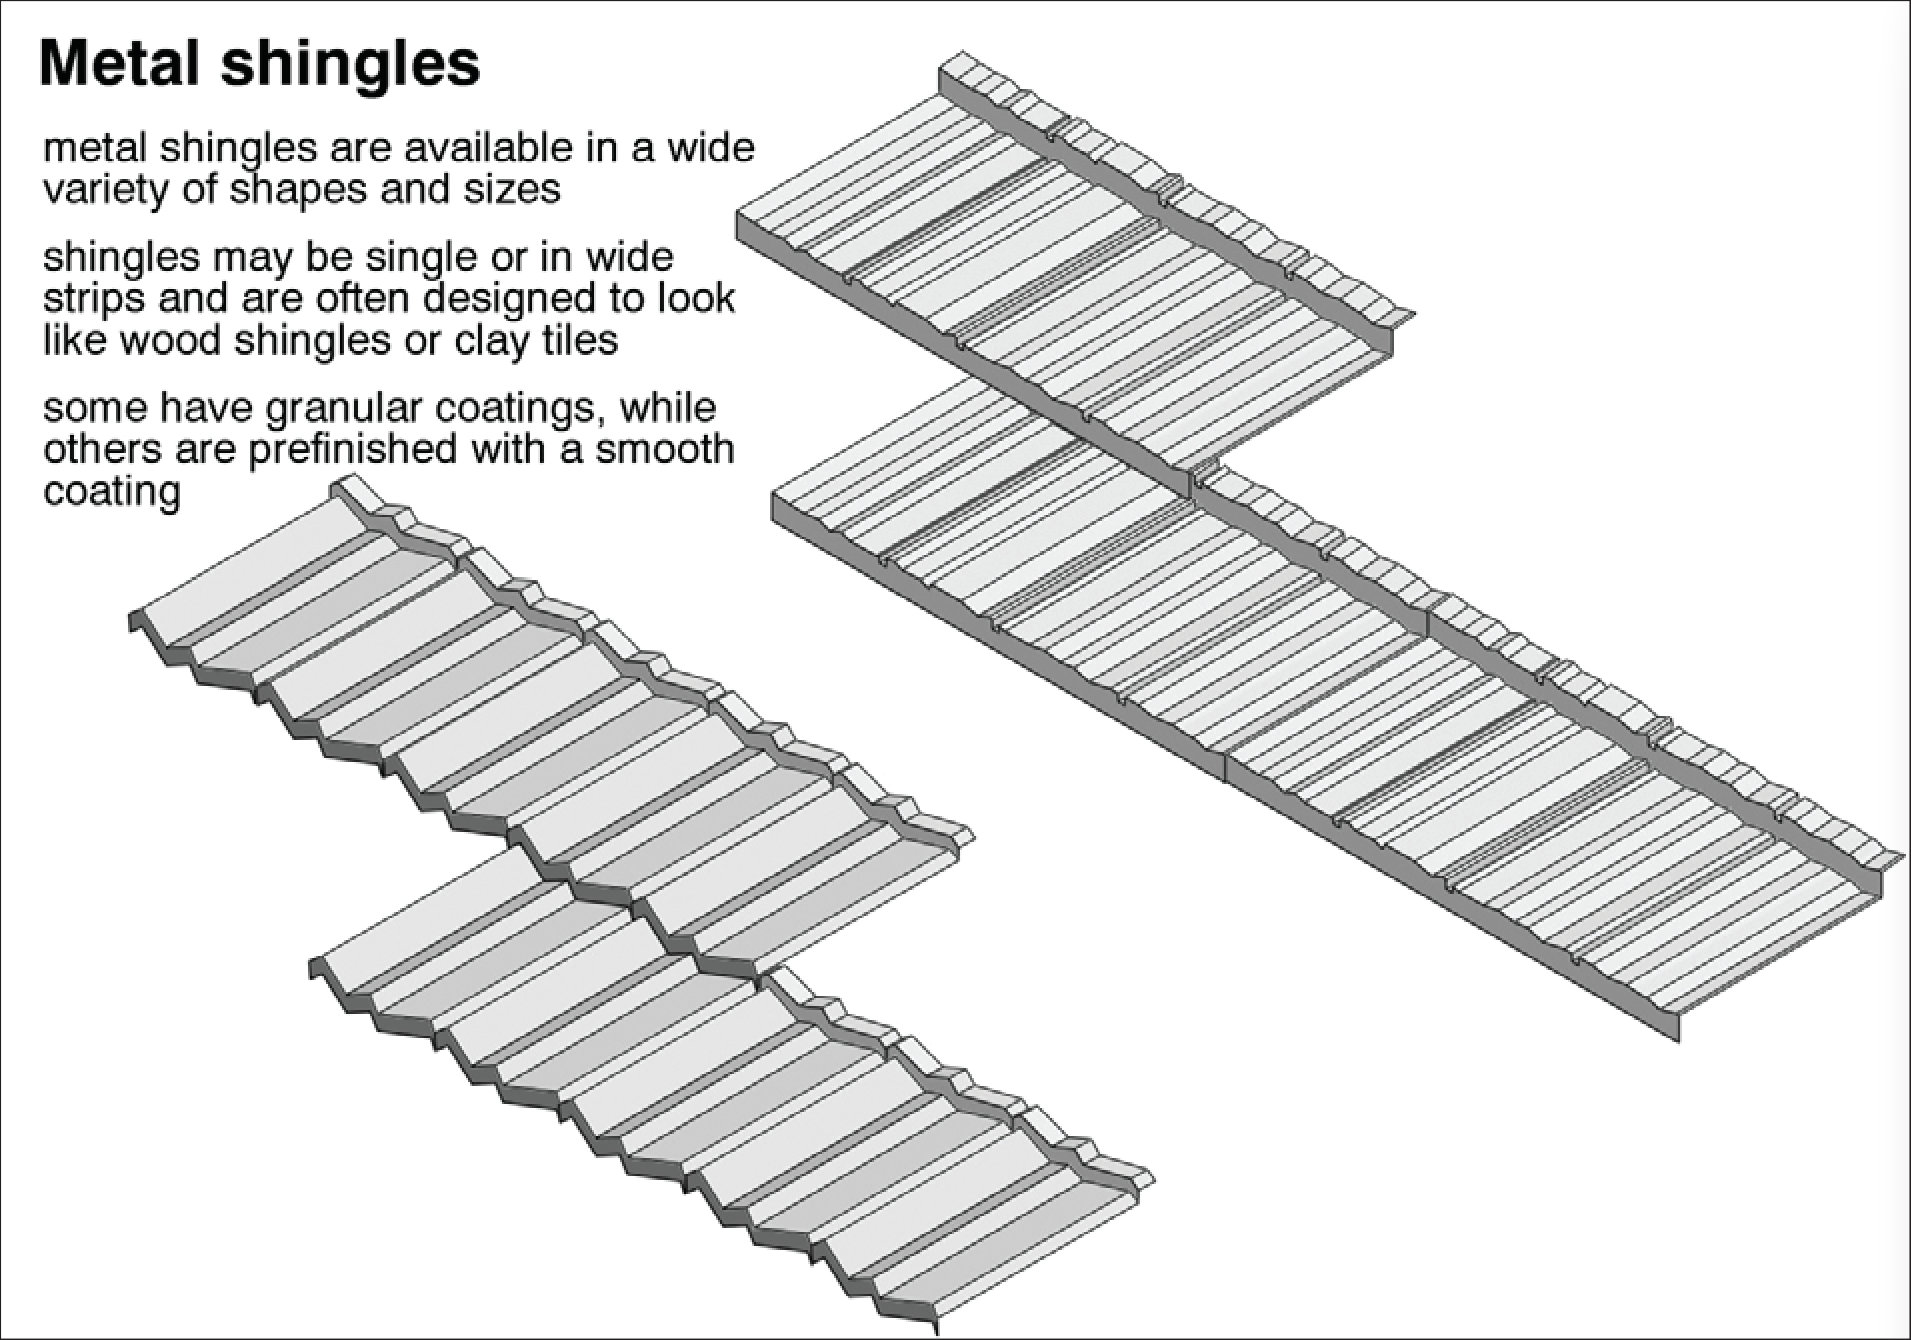 Metal shingles
metal shingles are available in a wide
variety of shapes and sizes
shingles may be single or in wide
strips and are often designed to look
like wood shingles or clay tiles
some have granular coatings, while
others are prefinished with a smooth
coating